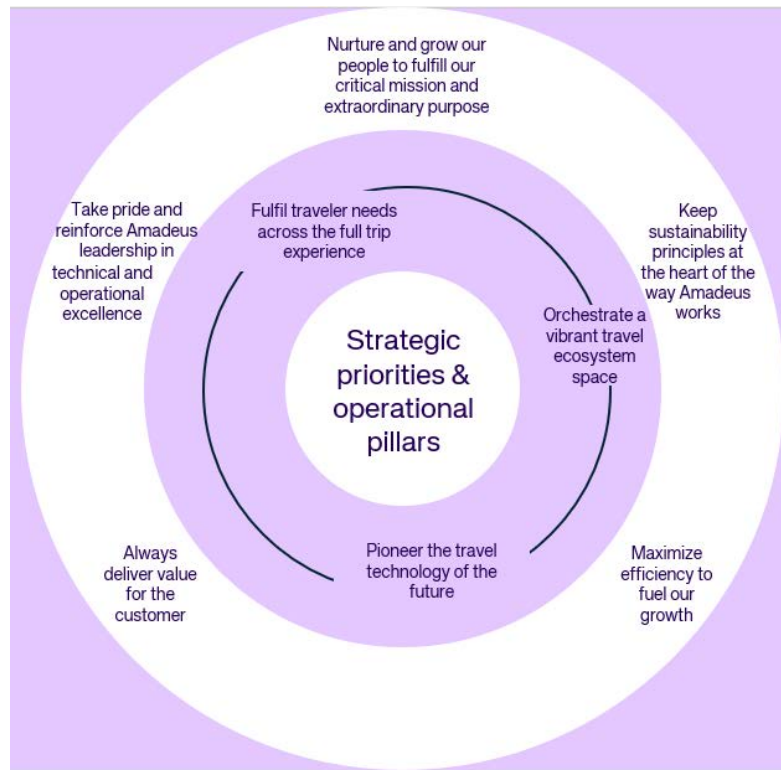 Nurture and grow our
people to fulfill our
critical mission and
extraordinary purpose
Take pride and
reinforce Amadeus
leadership in
technical and
operational
excellence
Fulfil traveler needs
across the full trip
experience
Keep
sustainability
principles at
the heart of the
way Amadeus
works
Orchestrate a
vibrant travel
ecosystem
space
Strategic
priorities &
operational
pillars
Always
deliver value
for the
customer
Pioneer the travel
technology of the
future
Maximize
efficiency to
fuel our
growth